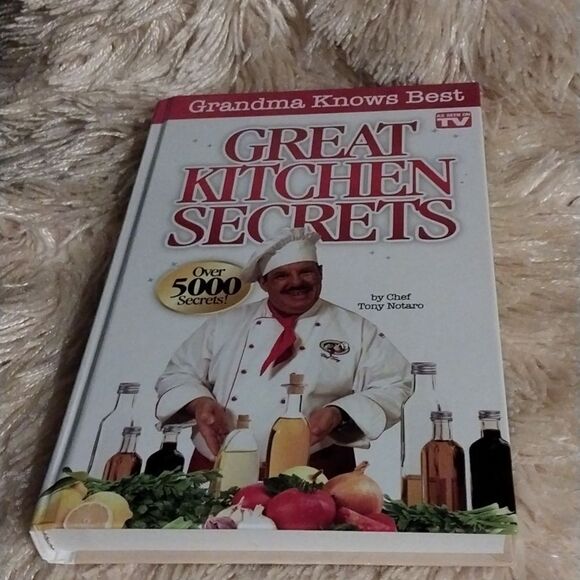 Grandma Knows Best
AS SEEN ON
TV
GREAT
KITCHEN
SECRETS
Over
5000
Secrets!
by Chef
Tony Notaro